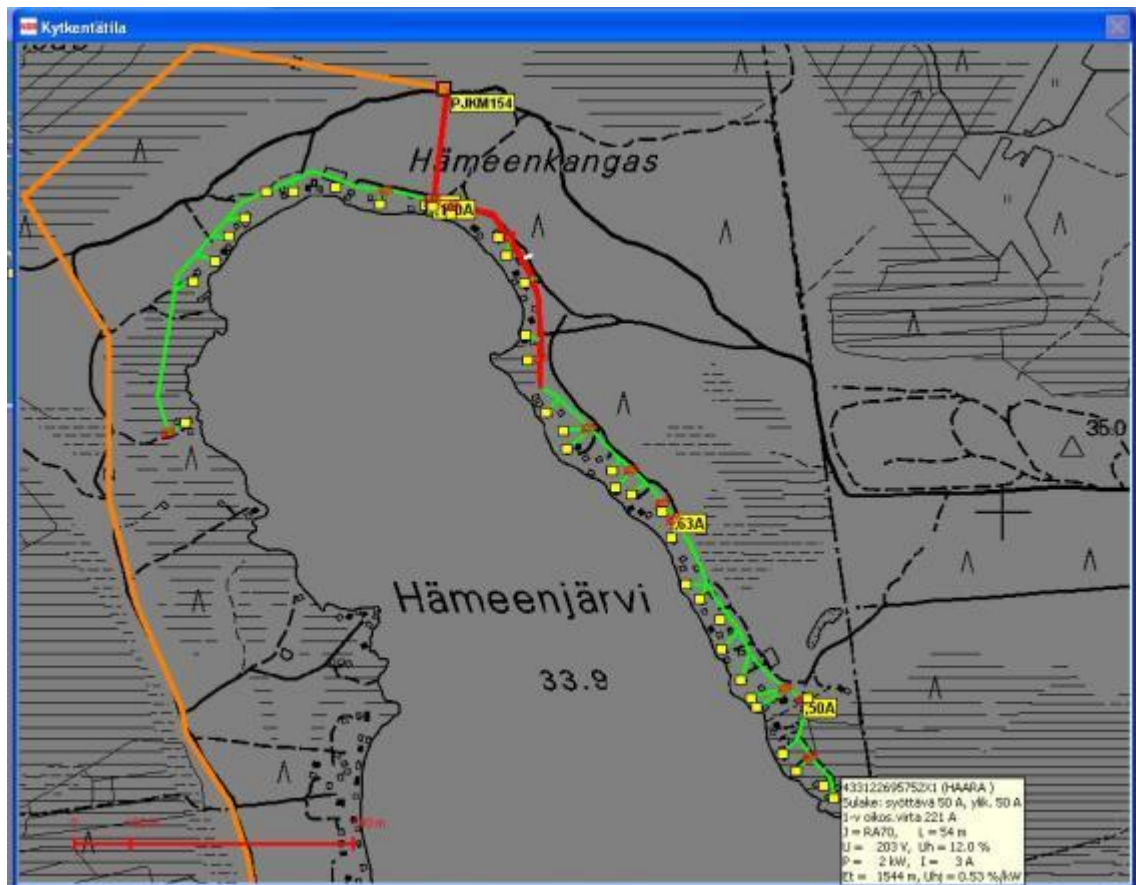 Kytkentätila
PJKM154
Hämeenkangas
35.0
63A
Hämeenjärvi
33.9
50A
433122695752X1 (HAARA )
Sulake: syöttävä 50 A, ylik. 50 A
1-v oikos.virta 221 A
J = RA70, L = 54 m
U = 203 V, Uh = 12.0 %
P = 2 kW, I = 3 A
Et = 1544 m, Uhj = 0.53 %/kW